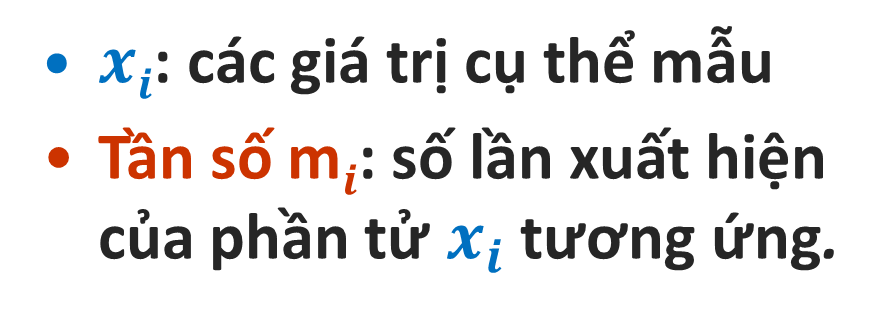 • xᵢ: các giá trị cụ thể mẫu
• Tần số mᵢ: số lần xuất hiện
của phần tử xᵢ tương ứng.